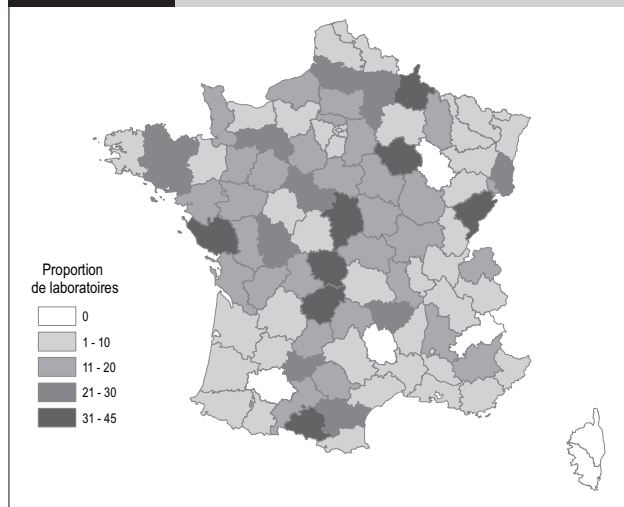 Proportion
de laboratoires
0
1 - 10
11 - 20
21 - 30
31 - 45